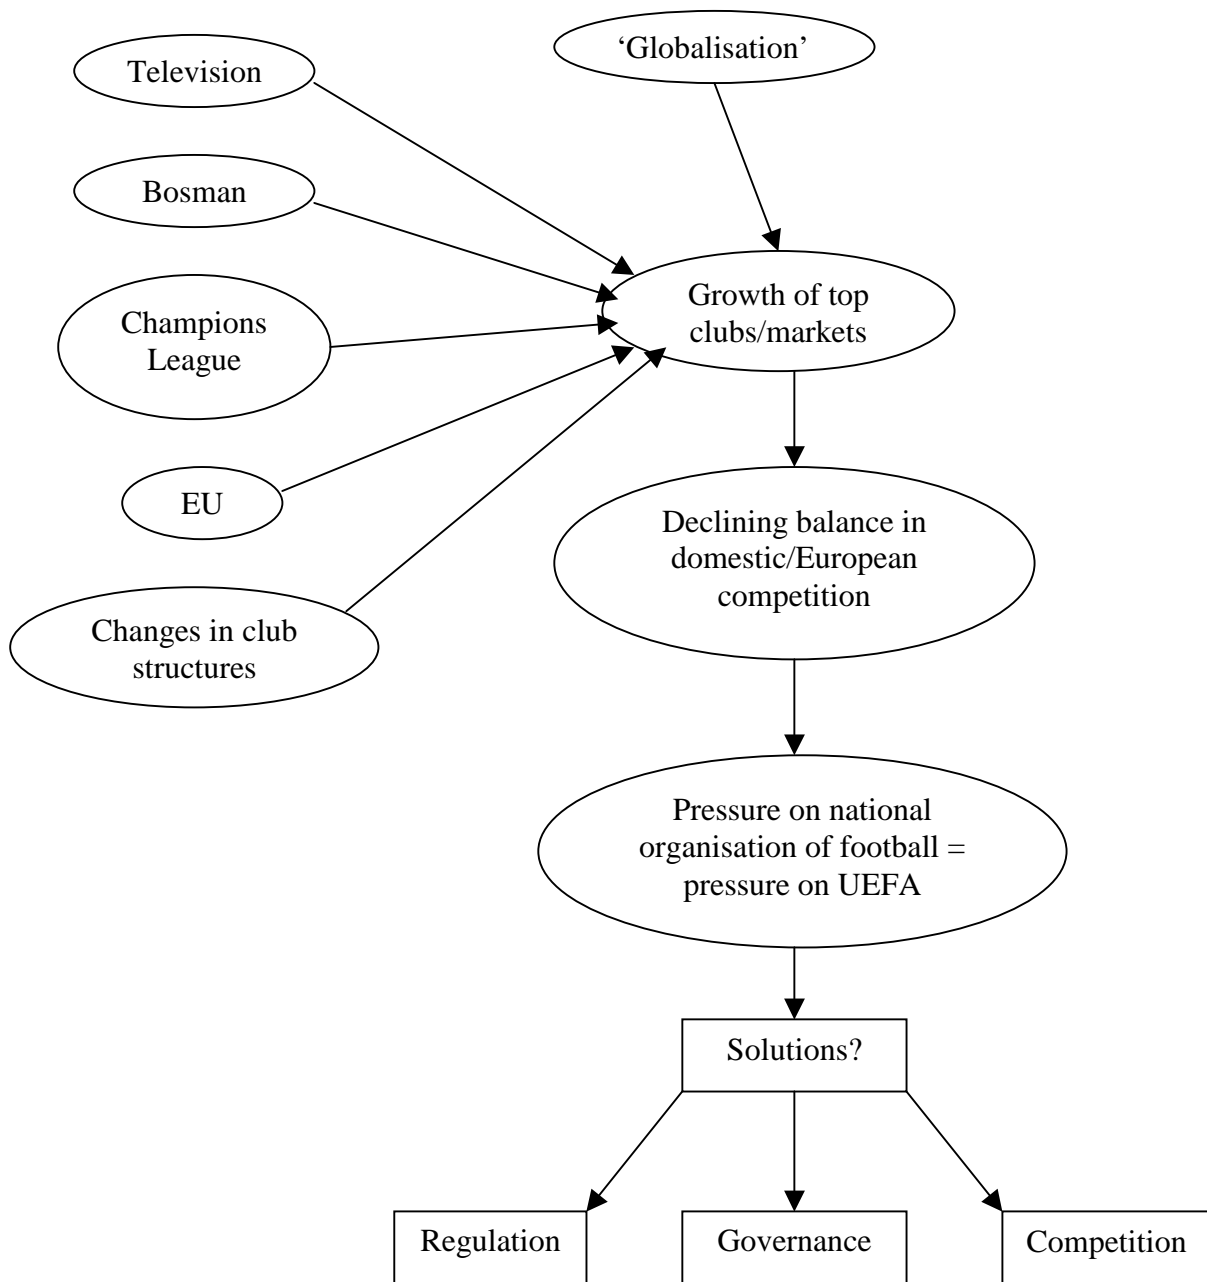 ‘Globalisation’
Television
Bosman
Champions
League
EU
Changes in club
structures
Growth of top
clubs/markets
Declining balance in
domestic/European
competition
Pressure on national
organisation of football =
pressure on UEFA
Solutions?
Regulation
Governance
Competition